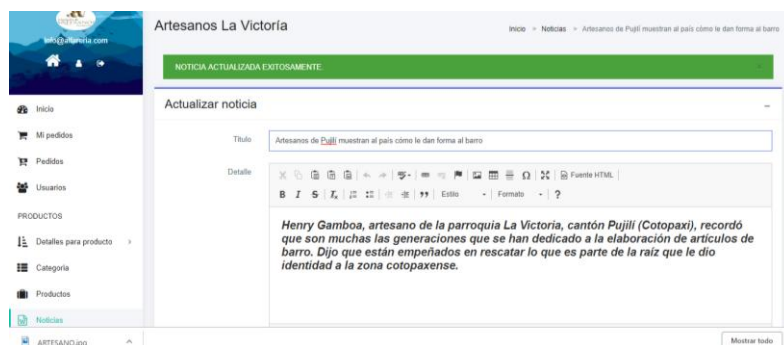 Artesanos La Victoría
Inicio > Noticias > Artesanos de Pujilí muestran al país cómo le dan forma al barro
info@alfareria.com
NOTICIA ACTUALIZADA EXITOSAMENTE
Actualizar noticia
Inicio
Mi pedidos
Pedidos
Usuarios
PRODUCTOS
Detalles para producto
Categoria
Productos
Noticias
Título
Artesanos de Pujilí muestran al país cómo le dan forma al barro
Detalle
Fuente HTML
B I S Tx Estilo Formato ?
Henry Gamboa, artesano de la parroquia La Victoria, cantón Pujilí (Cotopaxi), recordó
que son muchas las generaciones que se han dedicado a la elaboración de artículos de
barro. Dijo que están empeñados en rescatar lo que es parte de la raíz que le dio
identidad a la zona cotopaxense.
ARTESANO.jpg
Mostrar todo